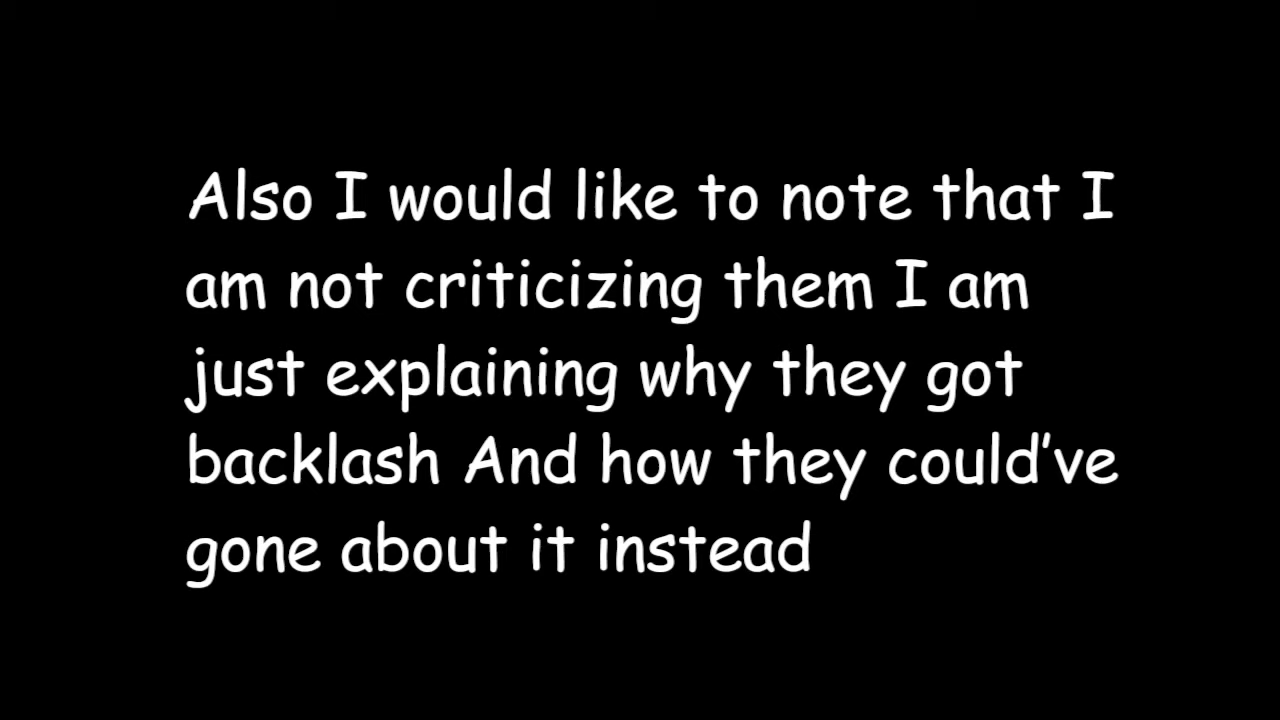 Also I would like to note that I
am not criticizing them I am
just explaining why they got
backlash And how they could've
gone about it instead